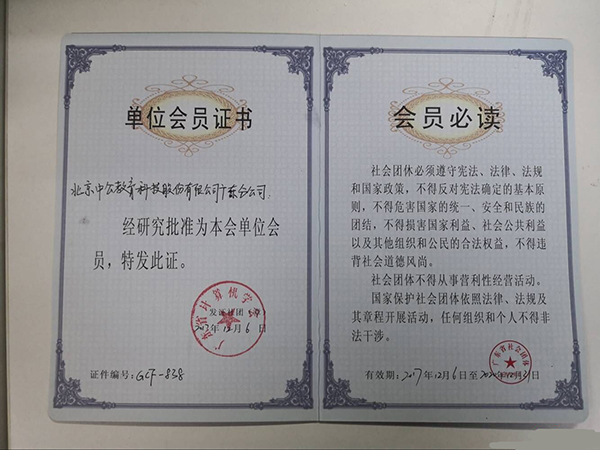 单位会员证书
北京中公教育科技股份有限公司广东分公司:
经研究批准为本会单位会
员,特发此证。
广东省计算机学会
发证社团
年12月6日
证件编号: GCF-838
会员必读
社会团体必须遵守宪法、法律、法规
和国家政策,不得反对宪法确定的基本原
则,不得危害国家的统一、安全和民族的
团结,不得损害国家利益、社会公共利益
以及其他组织和公民的合法权益,不得违
背社会道德风尚。
社会团体不得从事营利性经营活动。
国家保护社会团体依照法律、法规及
其章程开展活动,任何组织和个人不得非
法干涉。
有效期: 2017年12月6日至